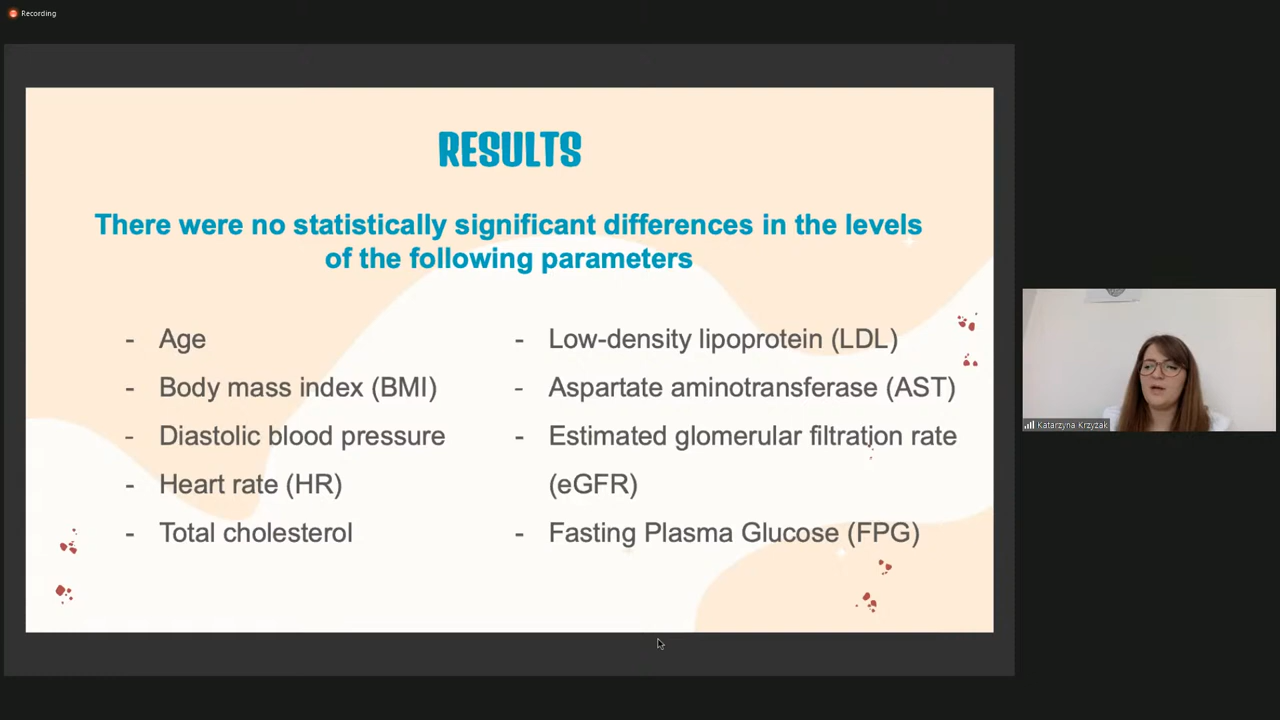 Recording
RESULTS
There were no statistically significant differences in the levels
of the following parameters
- Age
- Body mass index (BMI)
- Diastolic blood pressure
- Heart rate (HR)
- Total cholesterol
- Low-density lipoprotein (LDL)
- Aspartate aminotransferase (AST)
- Estimated glomerular filtration rate
(eGFR)
- Fasting Plasma Glucose (FPG)
Katarzyna Krzyżak